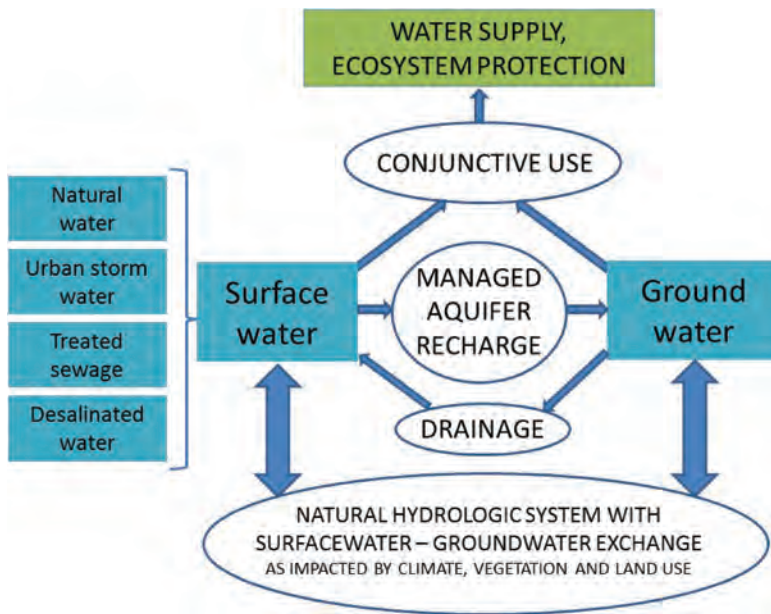 WATER SUPPLY,
ECOSYSTEM PROTECTION
CONJUNCTIVE USE
Natural
water
Urban storm
water
Treated
sewage
Desalinated
water
Surface
water
MANAGED
AQUIFER
RECHARGE
Ground
water
DRAINAGE
NATURAL HYDROLOGIC SYSTEM WITH
SURFACEWATER – GROUNDWATER EXCHANGE
AS IMPACTED BY CLIMATE, VEGETATION AND LAND USE